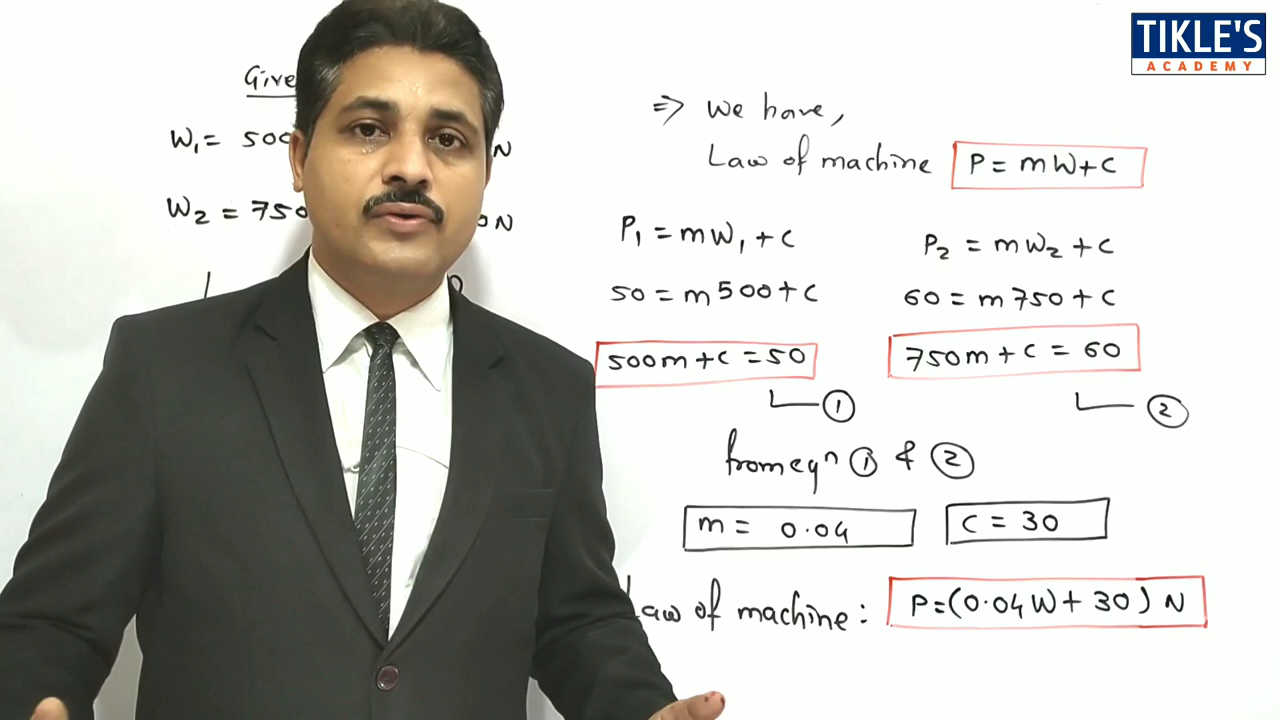 TIKLE'S
ACADEMY
W₁ = 500 N
W₂ = 750 N
⇒ We have,
Law of machine P = mW+C
P₁ = mW₁ + C
50 = m500+C
500m+C = 50
①
P₂ = mW₂ + C
60 = m750 + C
750m + C = 60
②
from eqⁿ ① & ②
m = 0.04
C = 30
Law of machine: P=(0.04W+30) N